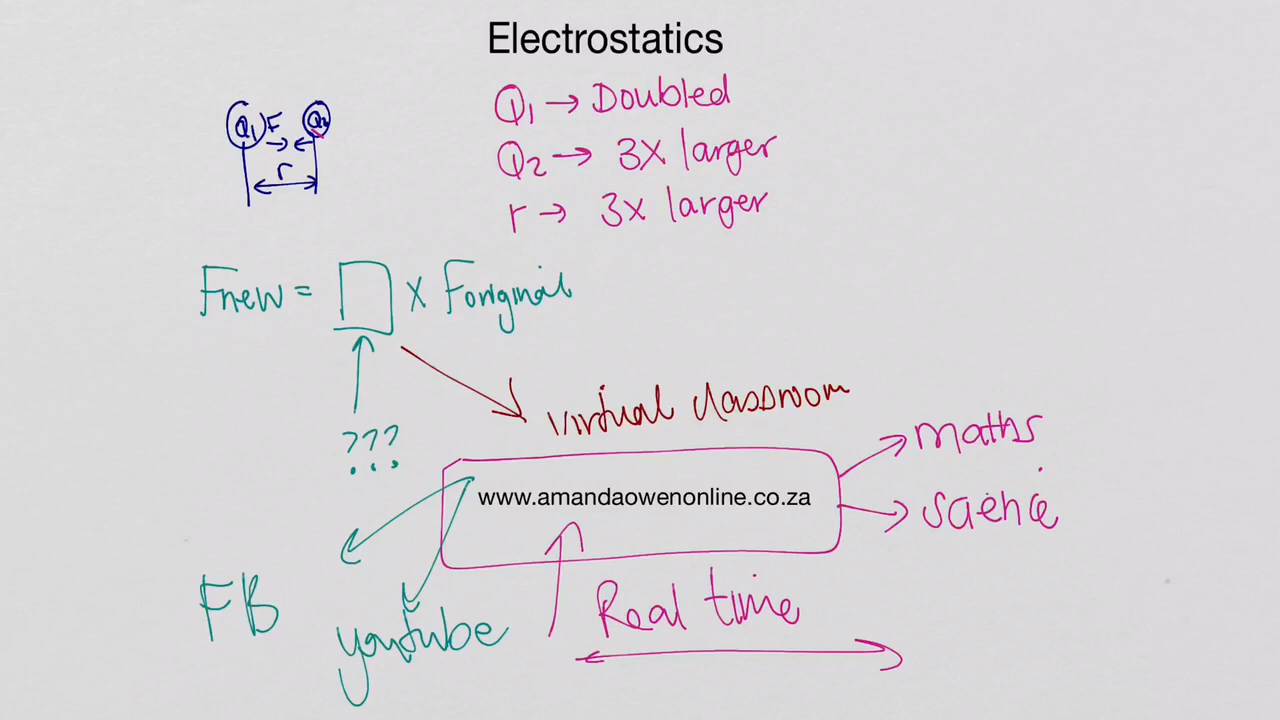 Electrostatics
Q1 → Doubled
Q1 F Q2
Q2 → 3x larger
r
r → 3x larger
Fnew = □ x Foriginal
virtual classroom
???
maths
www.amandaowenonline.co.za
science
FB
youtube
Real time